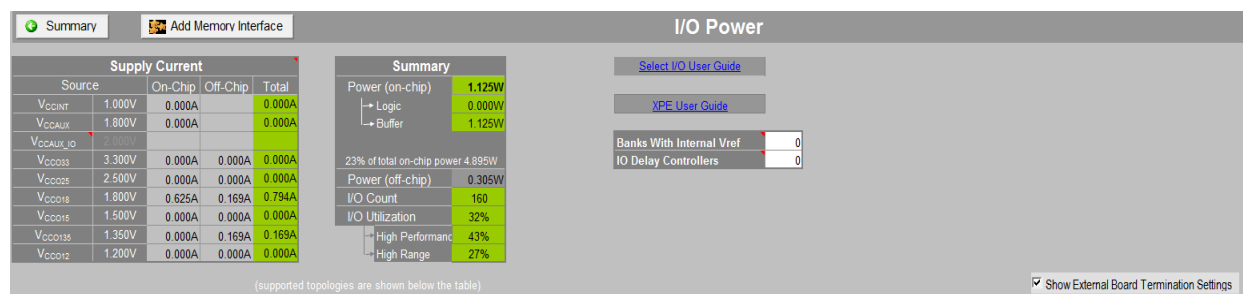 Summary Add Memory Interface I/O Power
Supply Current
Source On-Chip Off-Chip Total
VCCINT 1.000V 0.000A 0.000A
VCCAUX 1.800V 0.000A 0.000A
VCCAUX_IO 2.000V
VCCO33 3.300V 0.000A 0.000A 0.000A
VCCO25 2.500V 0.000A 0.000A 0.000A
VCCO18 1.800V 0.625A 0.169A 0.794A
VCCO15 1.500V 0.000A 0.000A 0.000A
VCCO135 1.350V 0.000A 0.169A 0.169A
VCCO12 1.200V 0.000A 0.000A 0.000A
Summary
Power (on-chip) 1.125W
Logic 0.000W
Buffer 1.125W
23% of total on-chip power 4.895W
Power (off-chip) 0.305W
I/O Count 160
I/O Utilization 32%
High Performanc 43%
High Range 27%
Select I/O User Guide
XPE User Guide
Banks With Internal Vref 0
IO Delay Controllers 0
(supported topologies are shown below the table)
Show External Board Termination Settings